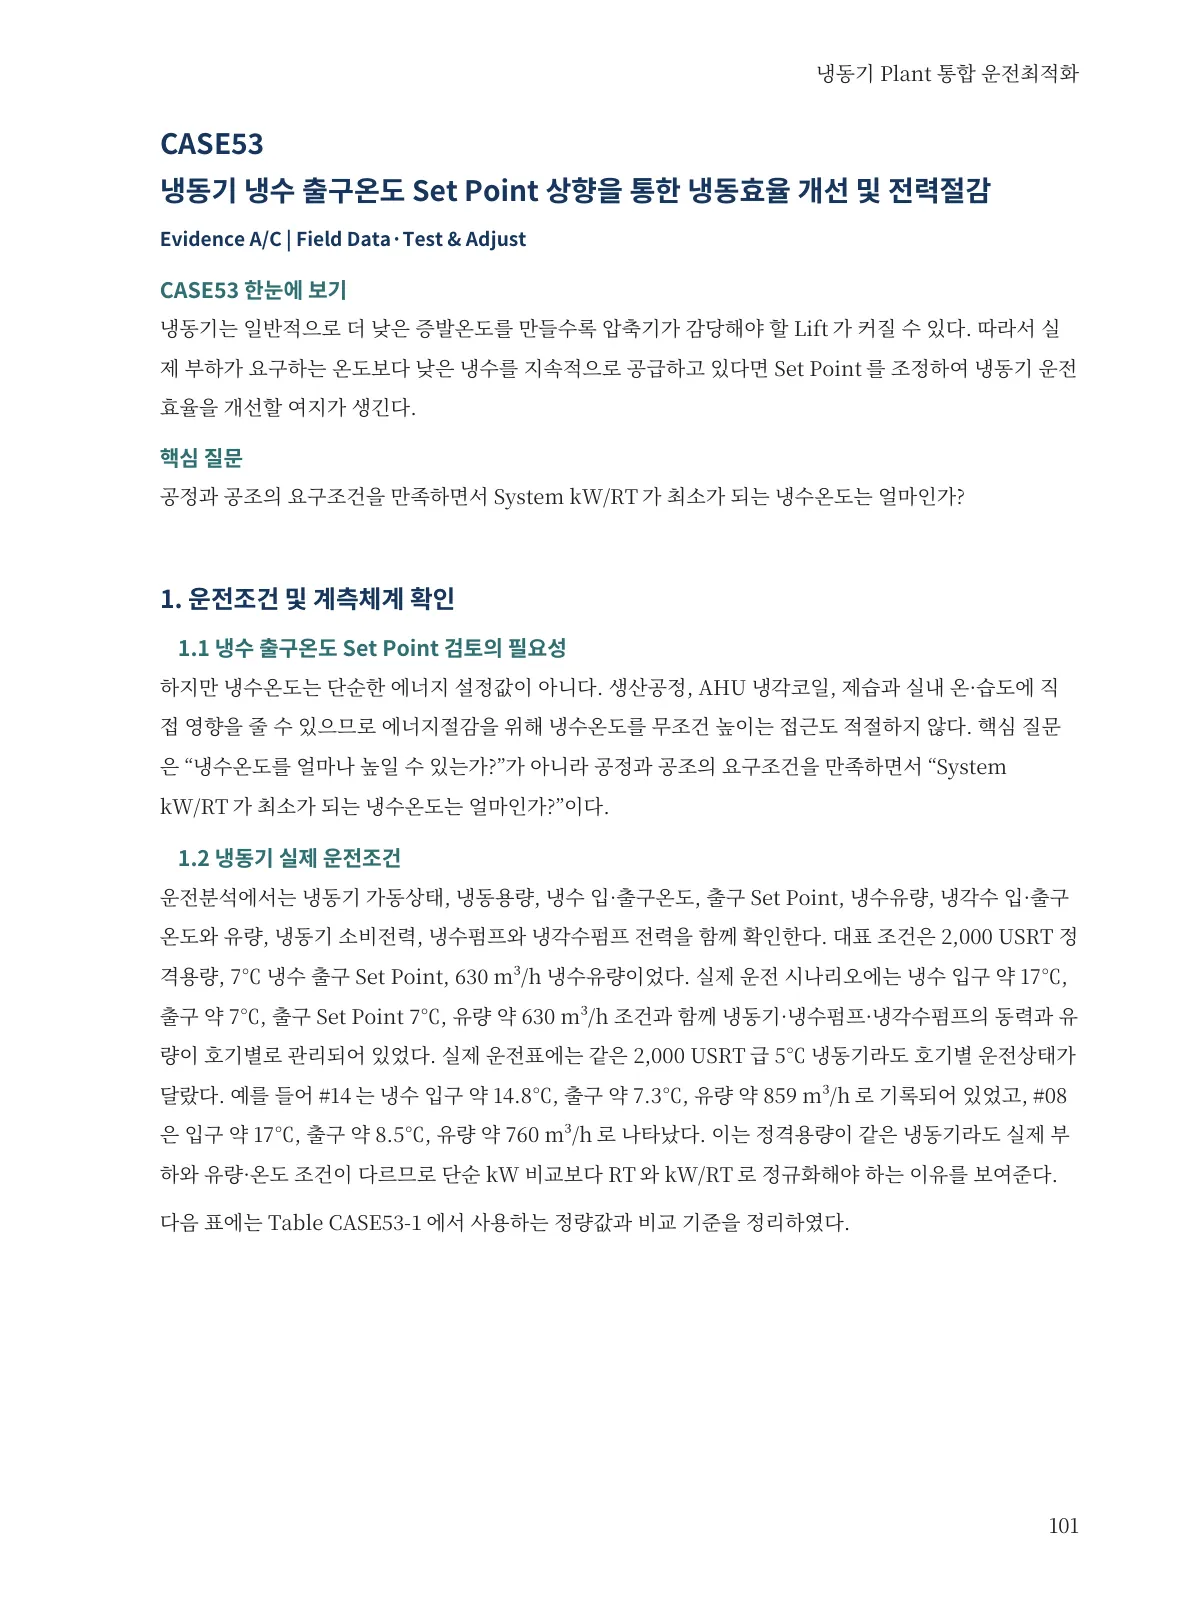 냉동기 Plant 통합 운전최적화
CASE53
냉동기 냉수 출구온도 Set Point 상향을 통한 냉동효율 개선 및 전력절감
Evidence A/C | Field Data·Test & Adjust
CASE53 한눈에 보기
냉동기는 일반적으로 더 낮은 증발온도를 만들수록 압축기가 감당해야 할 Lift가 커질 수 있다. 따라서 실
제 부하가 요구하는 온도보다 낮은 냉수를 지속적으로 공급하고 있다면 Set Point를 조정하여 냉동기 운전
효율을 개선할 여지가 생긴다.
핵심 질문
공정과 공조의 요구조건을 만족하면서 System kW/RT가 최소가 되는 냉수온도는 얼마인가?
1. 운전조건 및 계측체계 확인
1.1 냉수 출구온도 Set Point 검토의 필요성
하지만 냉수온도는 단순한 에너지 설정값이 아니다. 생산공정, AHU 냉각코일, 제습과 실내 온·습도에 직
접 영향을 줄 수 있으므로 에너지절감을 위해 냉수온도를 무조건 높이는 접근도 적절하지 않다. 핵심 질문
은 “냉수온도를 얼마나 높일 수 있는가?”가 아니라 공정과 공조의 요구조건을 만족하면서 “System
kW/RT가 최소가 되는 냉수온도는 얼마인가?”이다.
1.2 냉동기 실제 운전조건
운전분석에서는 냉동기 가동상태, 냉동용량, 냉수 입·출구온도, 출구 Set Point, 냉수유량, 냉각수 입·출구
온도와 유량, 냉동기 소비전력, 냉수펌프와 냉각수펌프 전력을 함께 확인한다. 대표 조건은 2,000 USRT 정
격용량, 7℃ 냉수 출구 Set Point, 630 m³/h 냉수유량이었다. 실제 운전 시나리오에는 냉수 입구 약 17℃,
출구 약 7℃, 출구 Set Point 7℃, 유량 약 630 m³/h 조건과 함께 냉동기·냉수펌프·냉각수펌프의 동력과 유
량이 호기별로 관리되어 있었다. 실제 운전표에는 같은 2,000 USRT급 5℃ 냉동기라도 호기별 운전상태가
달랐다. 예를 들어 #14는 냉수 입구 약 14.8℃, 출구 약 7.3℃, 유량 약 859 m³/h로 기록되어 있었고, #08
은 입구 약 17℃, 출구 약 8.5℃, 유량 약 760 m³/h로 나타났다. 이는 정격용량이 같은 냉동기라도 실제 부
하와 유량·온도 조건이 다르므로 단순 kW 비교보다 RT와 kW/RT로 정규화해야 하는 이유를 보여준다.
다음 표에는 Table CASE53-1에서 사용하는 정량값과 비교 기준을 정리하였다.
101